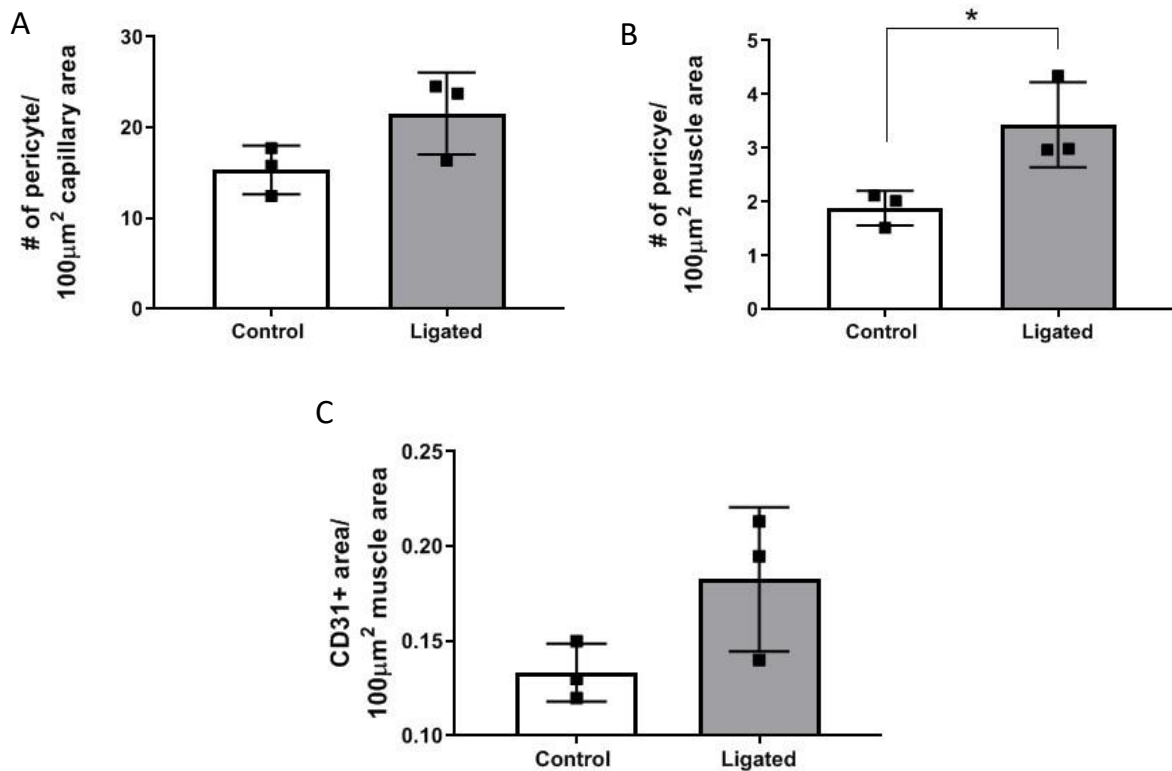 A
# of pericyte/
100μm² capillary area
30
20
10
0
Control Ligated
B
*
# of pericye/
100μm² muscle area
5
4
3
2
1
0
Control Ligated
C
CD31+ area/
100μm² muscle area
0.25
0.20
0.15
0.10
Control Ligated